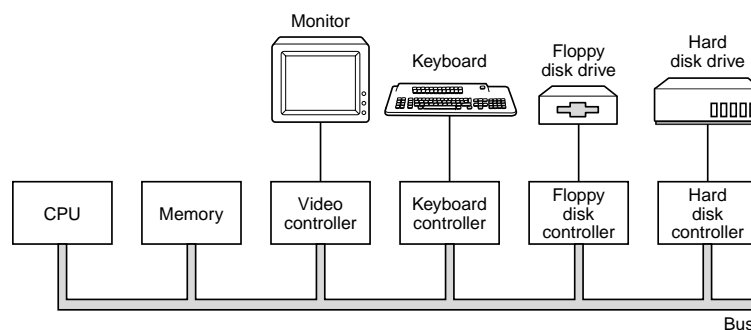 Monitor
Keyboard
Floppy
disk drive
Hard
disk drive
CPU
Memory
Video
controller
Keyboard
controller
Floppy
disk
controller
Hard
disk
controller
Bus